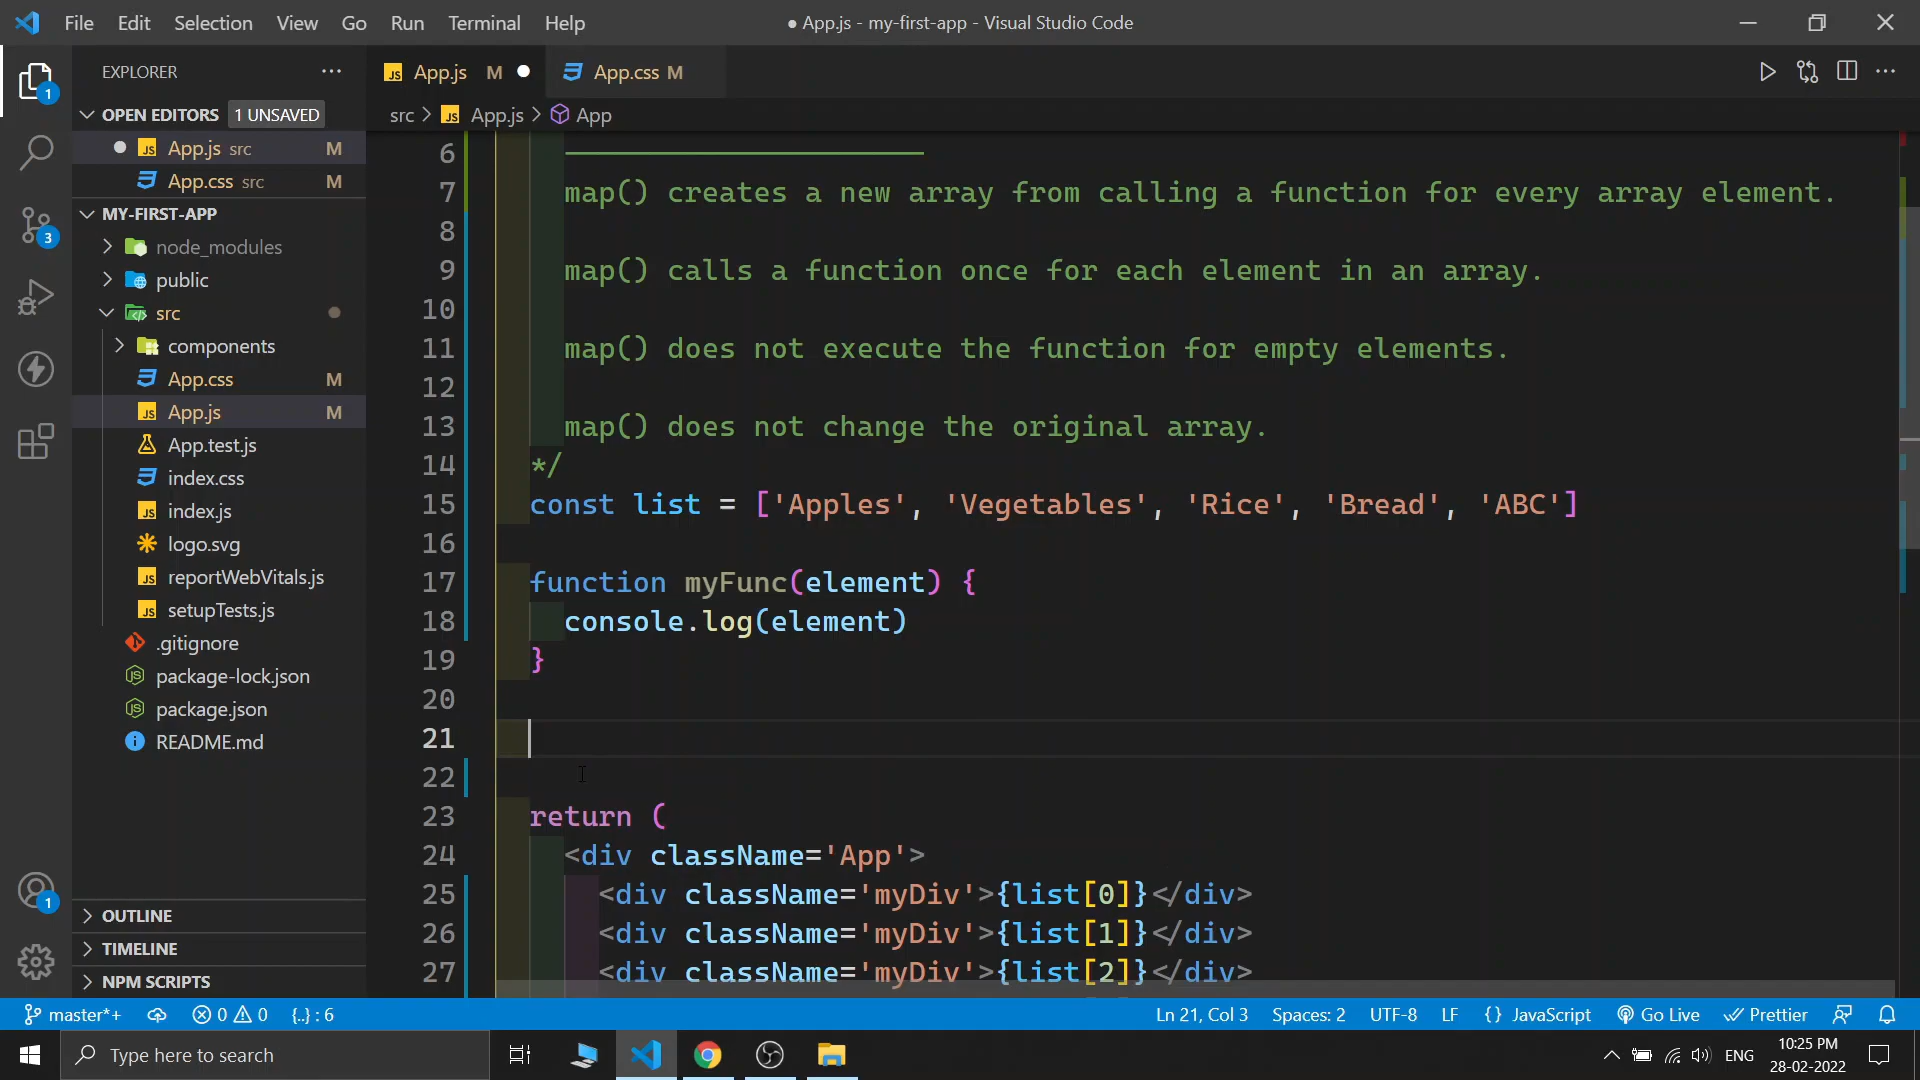 File Edit Selection View Go Run Terminal Help
● App.js - my-first-app - Visual Studio Code
EXPLORER
App.js M
App.css M
OPEN EDITORS 1 UNSAVED
src > App.js > App
App.js src M
App.css src M
MY-FIRST-APP
node_modules
public
src
components
App.css M
App.js M
App.test.js
index.css
index.js
logo.svg
reportWebVitals.js
setupTests.js
.gitignore
package-lock.json
package.json
README.md
OUTLINE
TIMELINE
NPM SCRIPTS
1
3
1
6
7 map() creates a new array from calling a function for every array element.
8
9 map() calls a function once for each element in an array.
10
11 map() does not execute the function for empty elements.
12
13 map() does not change the original array.
14 */
15 const list = ['Apples', 'Vegetables', 'Rice', 'Bread', 'ABC']
16
17 function myFunc(element) {
18 console.log(element)
19 }
20
21
22
23 return (
24 <div className='App'>
25 <div className='myDiv'>{list[0]}</div>
26 <div className='myDiv'>{list[1]}</div>
27 <div className='myDiv'>{list[2]}</div>
master*+ 0 0 {..} : 6 Ln 21, Col 3 Spaces: 2 UTF-8 LF {} JavaScript Go Live Prettier
Type here to search
ENG
10:25 PM
28-02-2022